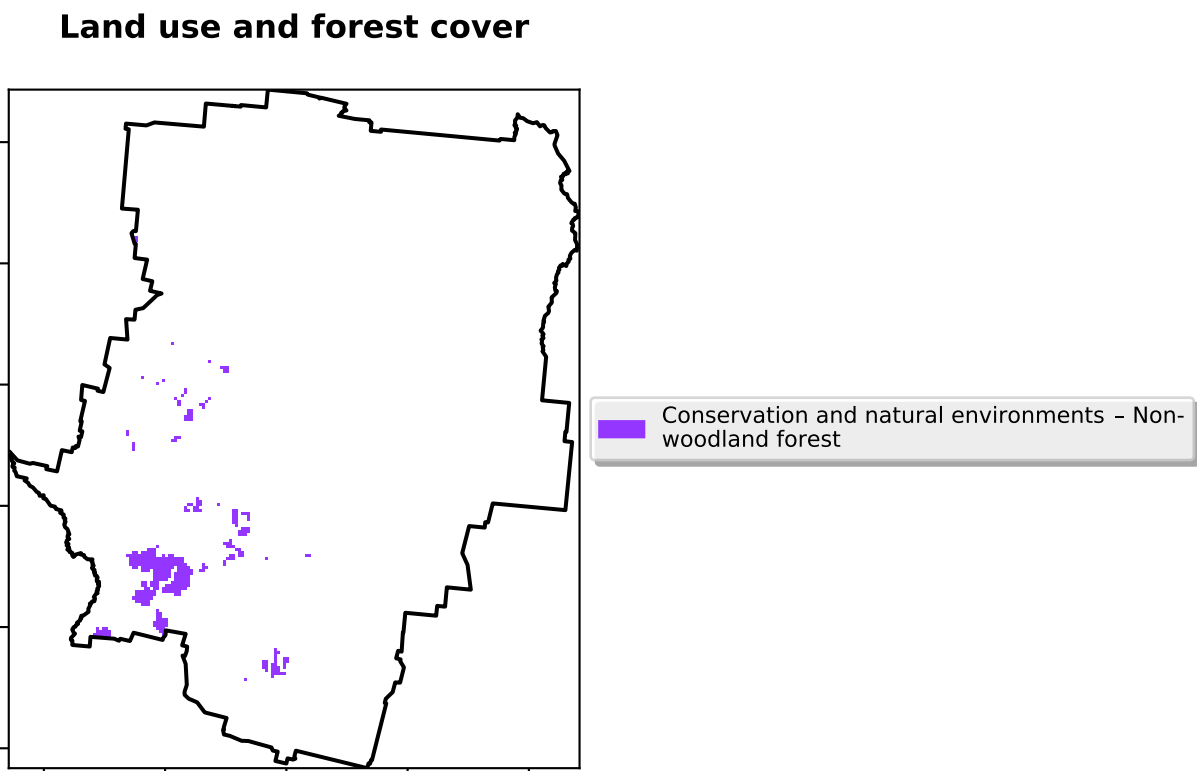 Land use and forest cover
Conservation and natural environments – Non-
woodland forest